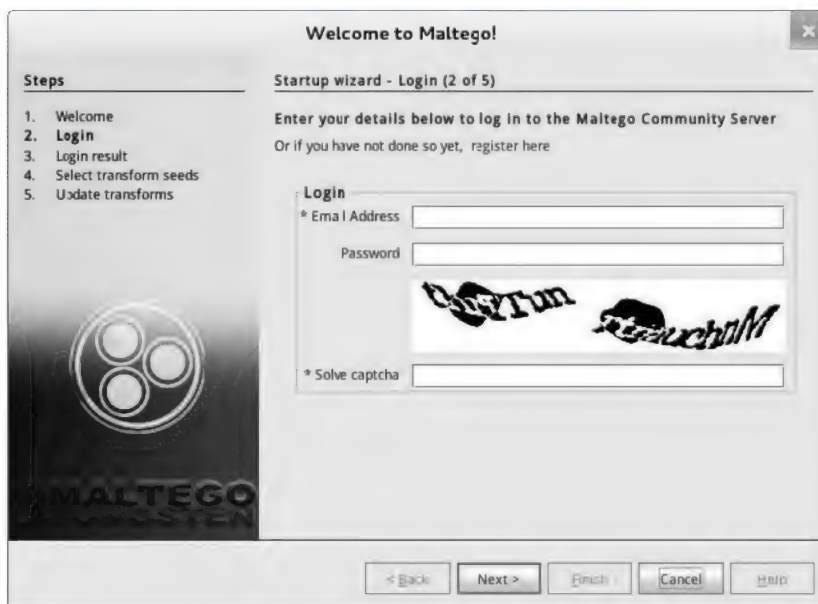 Welcome to Maltego!
Steps
1. Welcome
2. Login
3. Login result
4. Select transform seeds
5. Update transforms
MALTEGO
Startup wizard - Login (2 of 5)
Enter your details below to log in to the Maltego Community Server
Or if you have not done so yet, register here
Login
* Email Address
Password
* Solve captcha
< Back
Next >
Finish
Cancel
Help